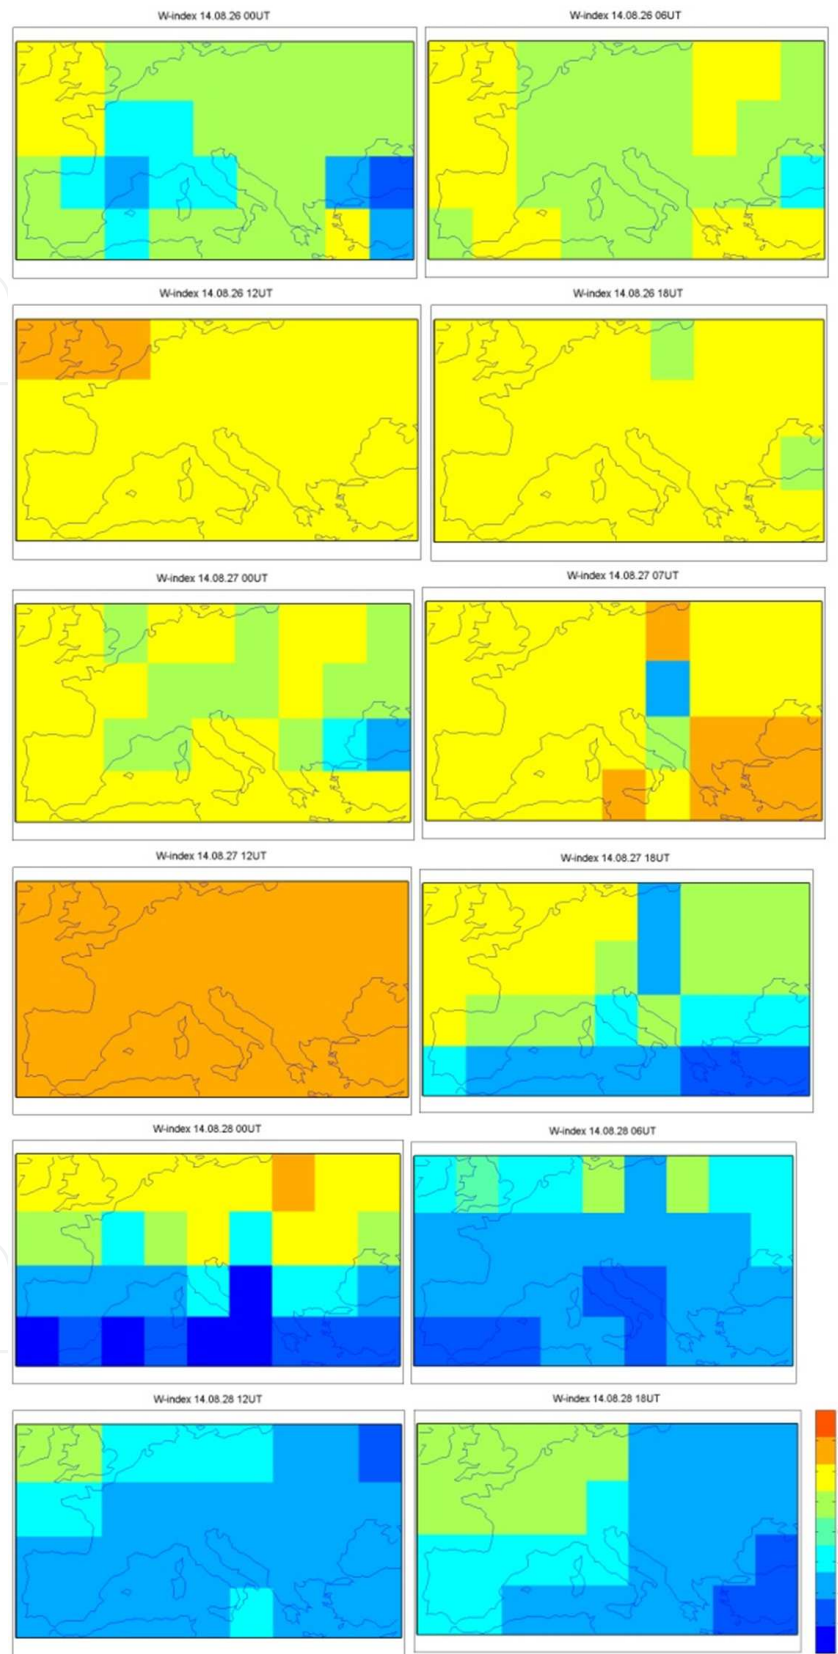 W-index 14.08.26 00UT
W-index 14.08.26 06UT
W-index 14.08.26 12UT
W-index 14.08.26 18UT
W-index 14.08.27 00UT
W-index 14.08.27 07UT
W-index 14.08.27 12UT
W-index 14.08.27 18UT
W-index 14.08.28 00UT
W-index 14.08.28 06UT
W-index 14.08.28 12UT
W-index 14.08.28 18UT